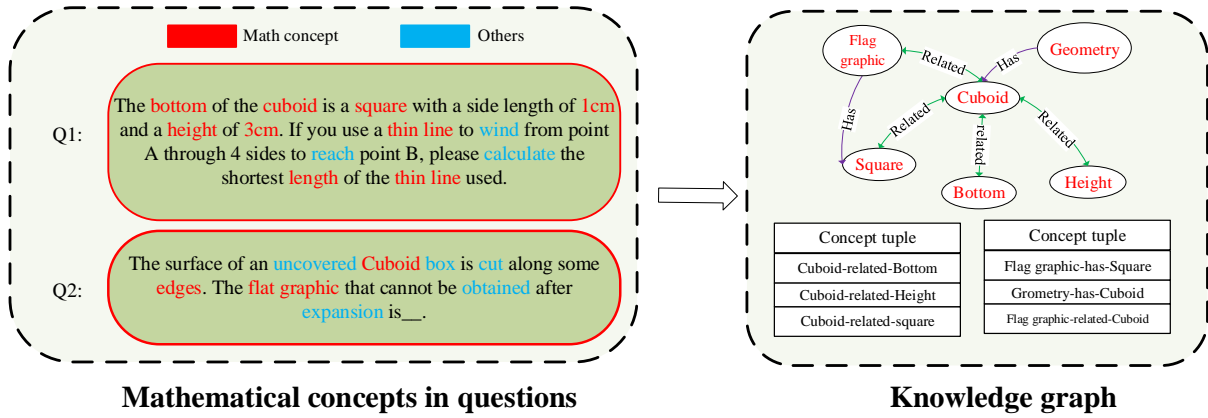 Math concept
Others
Q1:
The bottom of the cuboid is a square with a side length of 1cm
and a height of 3cm. If you use a thin line to wind from point
A through 4 sides to reach point B, please calculate the
shortest length of the thin line used.
Q2:
The surface of an uncovered Cuboid box is cut along some
edges. The flat graphic that cannot be obtained after
expansion is__.
Mathematical concepts in questions
Flag
graphic
Related
Has
Geometry
Cuboid
Has
Related
related
Related
Square
Bottom
Height
Concept tuple
Cuboid-related-Bottom
Cuboid-related-Height
Cuboid-related-square
Concept tuple
Flag graphic-has-Square
Grometry-has-Cuboid
Flag graphic-related-Cuboid
Knowledge graph